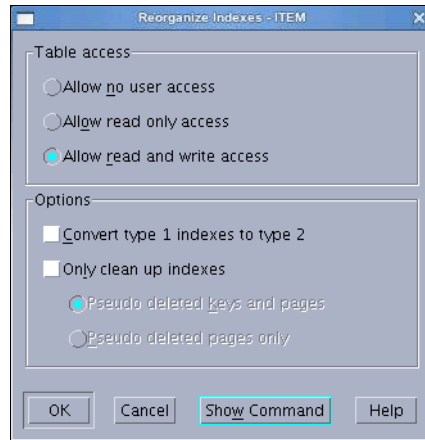 Reorganize Indexes - ITEM
Table access
Allow no user access
Allow read only access
Allow read and write access
Options
Convert type 1 indexes to type 2
Only clean up indexes
Pseudo deleted keys and pages
Pseudo deleted pages only
OK Cancel Show Command Help